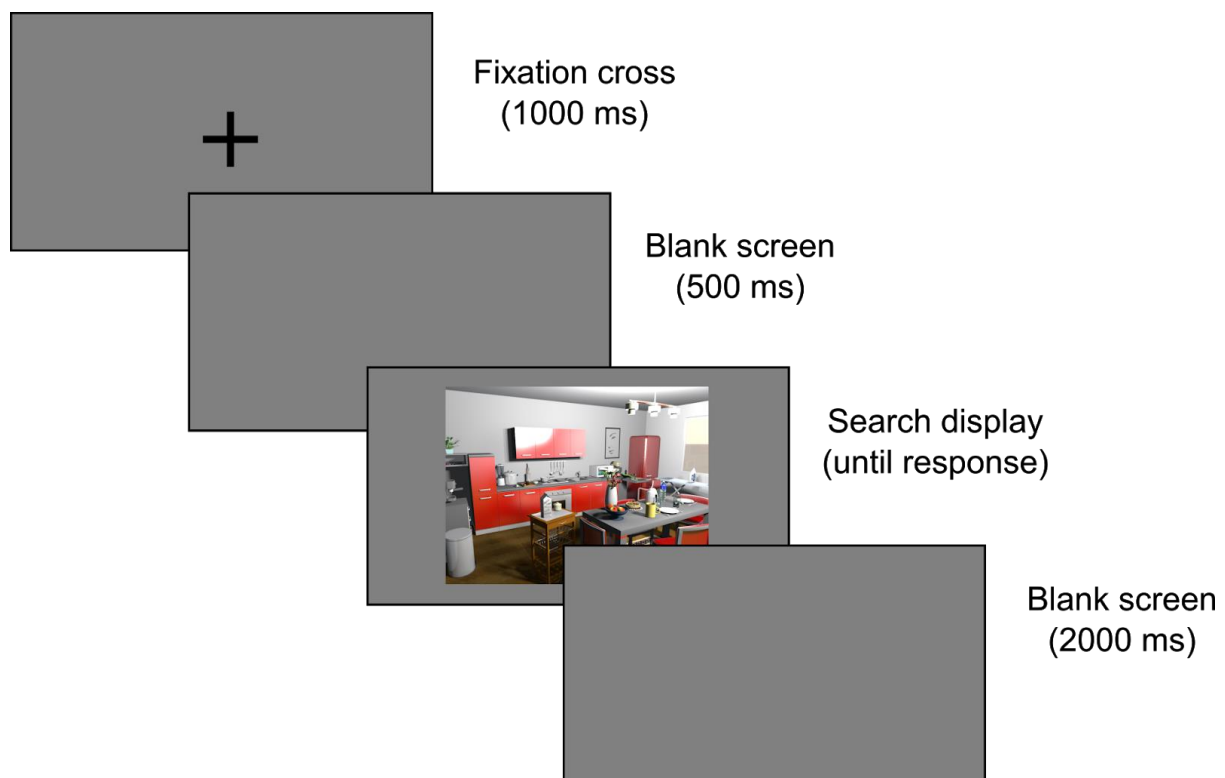 Fixation cross
(1000 ms)
Blank screen
(500 ms)
Search display
(until response)
Blank screen
(2000 ms)